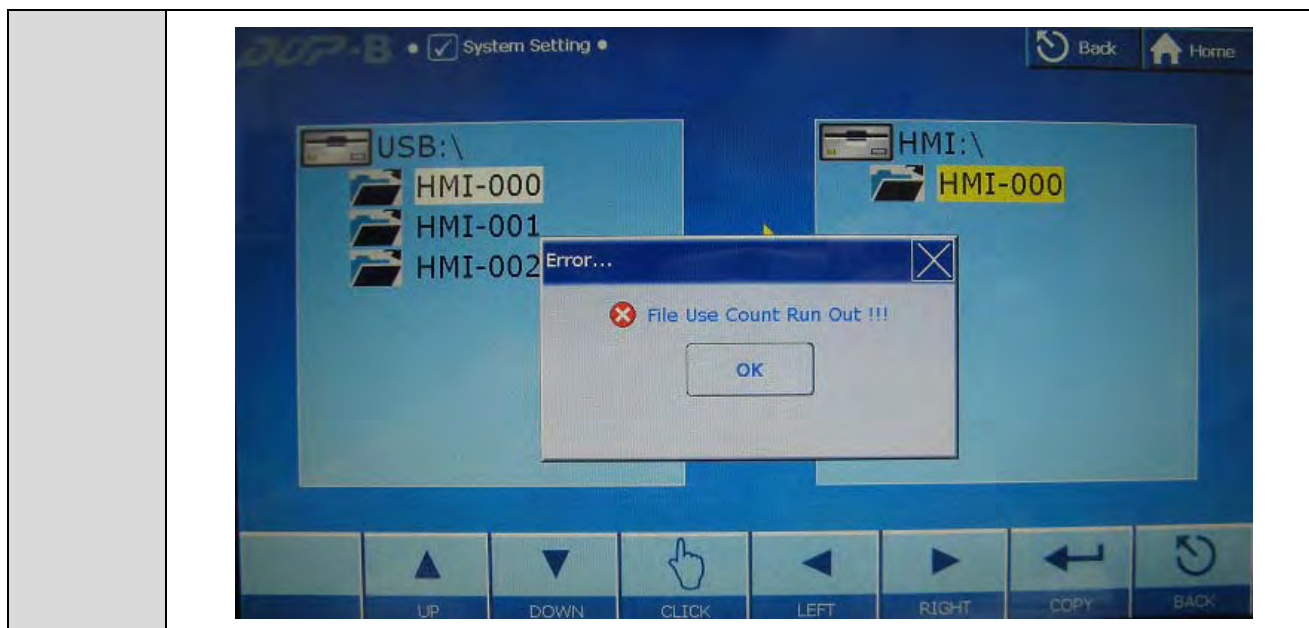 DOP-B • System Setting •
Back
Home
USB:\
HMI-000
HMI-001
HMI-002
HMI:\
HMI-000
Error...
File Use Count Run Out !!!
OK
UP
DOWN
CLICK
LEFT
RIGHT
COPY
BACK